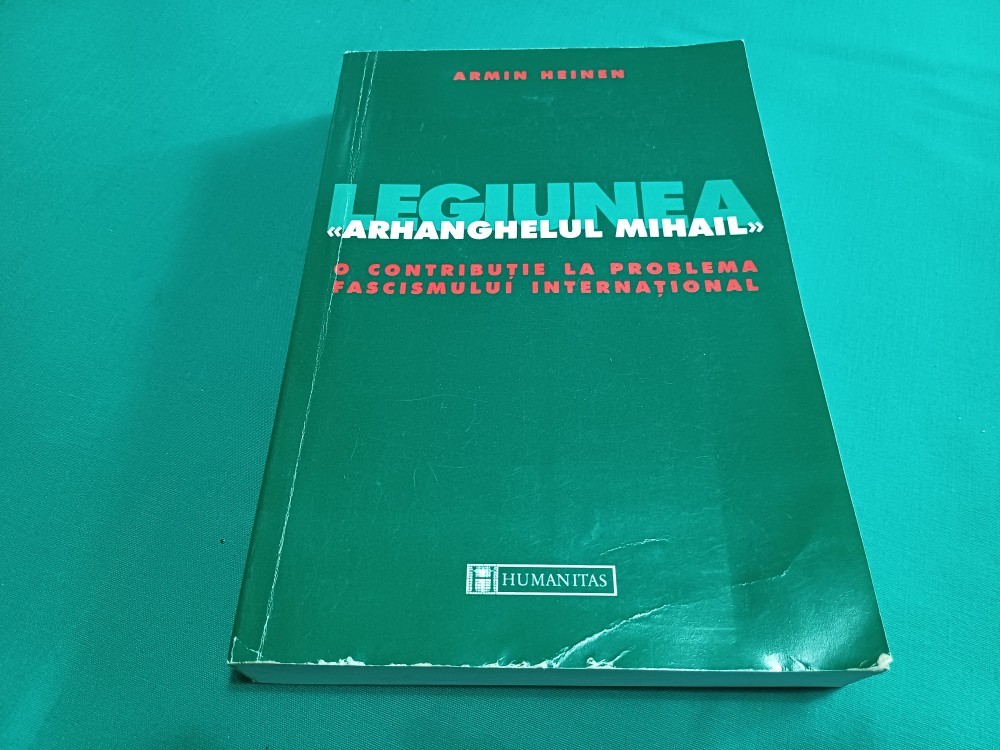 ARMIN HEINEN
LEGIUNEA
«ARHANGHELUL MIHAIL»
O CONTRIBUȚIE LA PROBLEMA
FASCISMULUI INTERNAȚIONAL
HUMANITAS